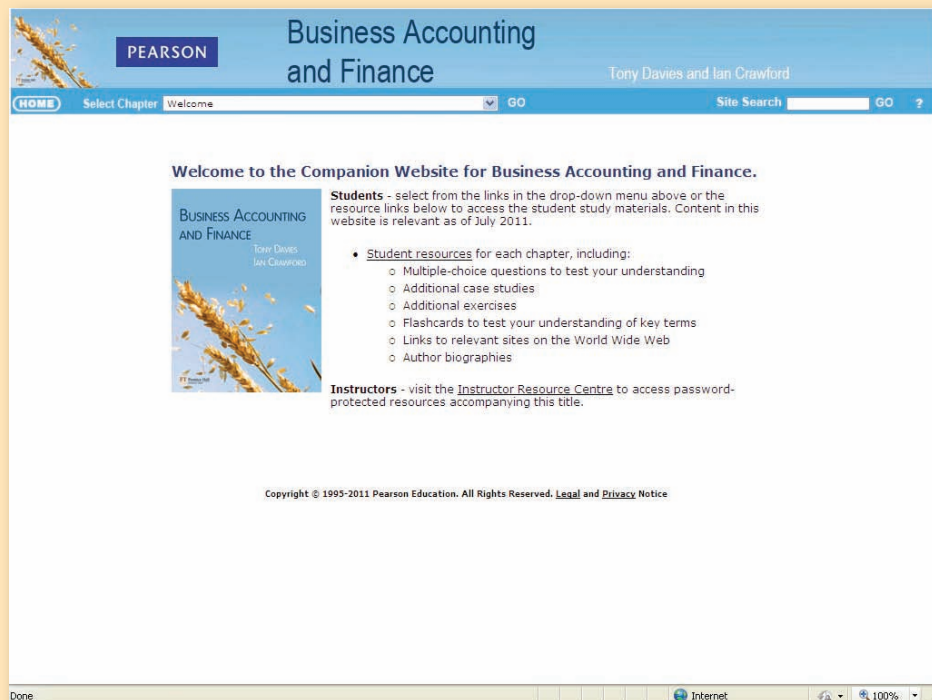 Business Accounting
and Finance
PEARSON
Tony Davies and Ian Crawford
HOME Select Chapter Welcome GO Site Search GO ?
Welcome to the Companion Website for Business Accounting and Finance.
BUSINESS ACCOUNTING
AND FINANCE
TONY DAVIES
IAN CRAWFORD
Students - select from the links in the drop-down menu above or the
resource links below to access the student study materials. Content in this
website is relevant as of July 2011.
• Student resources for each chapter, including:
○ Multiple-choice questions to test your understanding
○ Additional case studies
○ Additional exercises
○ Flashcards to test your understanding of key terms
○ Links to relevant sites on the World Wide Web
○ Author biographies
Instructors - visit the Instructor Resource Centre to access password-
protected resources accompanying this title.
Copyright © 1995-2011 Pearson Education. All Rights Reserved. Legal and Privacy Notice
Done Internet 100%